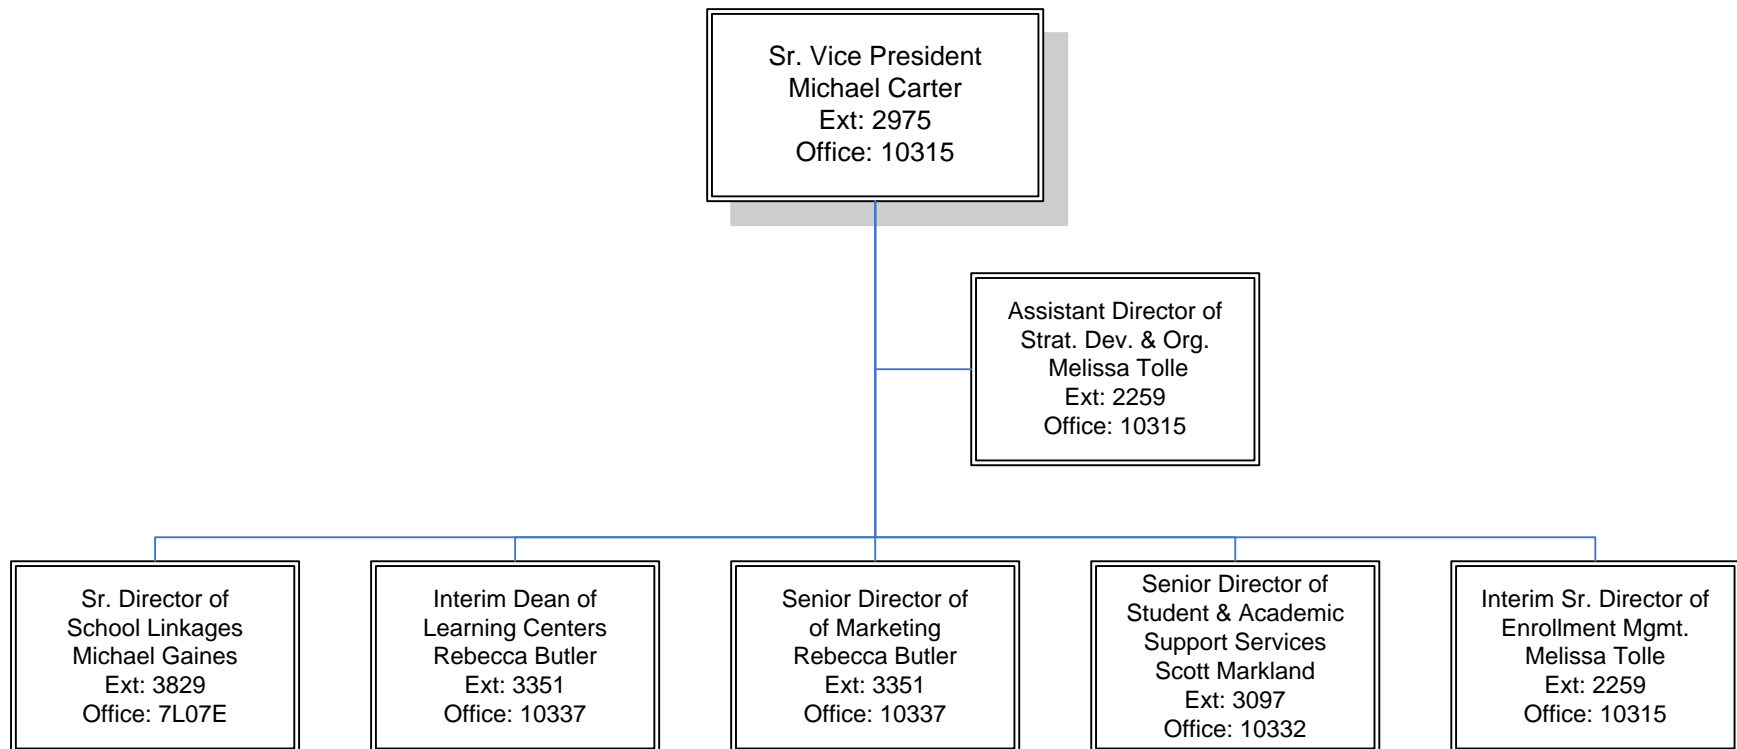 Sr. Vice President
Michael Carter
Ext: 2975
Office: 10315
Assistant Director of
Strat. Dev. & Org.
Melissa Tolle
Ext: 2259
Office: 10315
Sr. Director of
School Linkages
Michael Gaines
Ext: 3829
Office: 7L07E
Interim Dean of
Learning Centers
Rebecca Butler
Ext: 3351
Office: 10337
Senior Director of
of Marketing
Rebecca Butler
Ext: 3351
Office: 10337
Senior Director of
Student & Academic
Support Services
Scott Markland
Ext: 3097
Office: 10332
Interim Sr. Director of
Enrollment Mgmt.
Melissa Tolle
Ext: 2259
Office: 10315